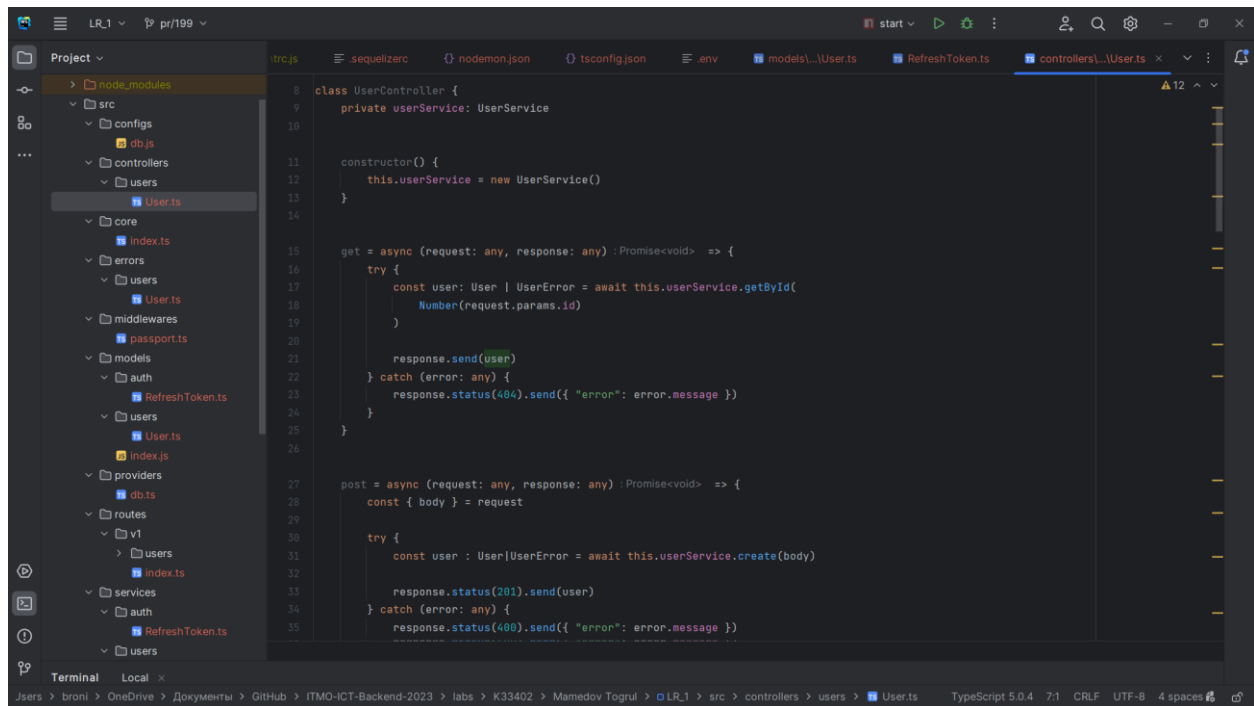 LR_1
pr/199
start
Project
trc.js
.sequelizerc
nodemon.json
tsconfig.json
.env
models\...\User.ts
RefreshToken.ts
controllers\...\User.ts
node_modules
src
configs
db.js
controllers
users
User.ts
core
index.ts
errors
users
User.ts
middlewares
passport.ts
models
auth
RefreshToken.ts
users
User.ts
index.js
providers
db.ts
routes
v1
users
index.ts
services
auth
RefreshToken.ts
users
12
8 class UserController {
9 private userService: UserService
10
11 constructor() {
12 this.userService = new UserService()
13 }
14
15 get = async (request: any, response: any) : Promise<void> => {
16 try {
17 const user: User | UserError = await this.userService.getById(
18 Number(request.params.id)
19 )
20
21 response.send(user)
22 } catch (error: any) {
23 response.status(404).send({ "error": error.message })
24 }
25 }
26
27 post = async (request: any, response: any) : Promise<void> => {
28 const { body } = request
29
30 try {
31 const user : User|UserError = await this.userService.create(body)
32
33 response.status(201).send(user)
34 } catch (error: any) {
35 response.status(400).send({ "error": error.message })
Terminal Local
Jsers > broni > OneDrive > Документы > GitHub > ITMO-ICT-Backend-2023 > labs > K33402 > Mamedov Togrul > LR_1 > src > controllers > users > User.ts TypeScript 5.0.4 7:1 CRLF UTF-8 4 spaces